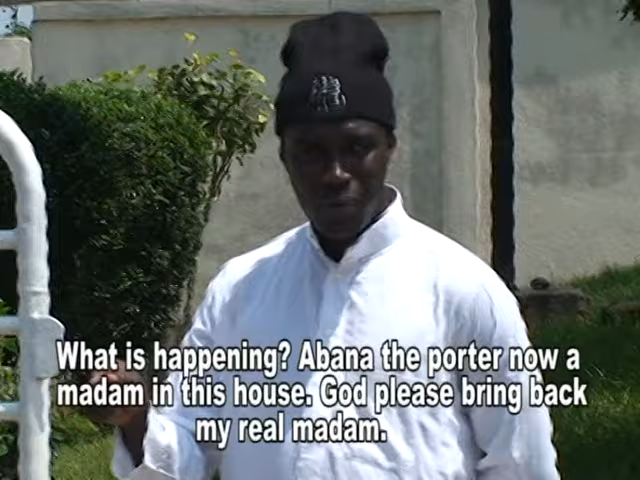 What is happening? Abana the porter now a
madam in this house. God please bring back
my real madam.